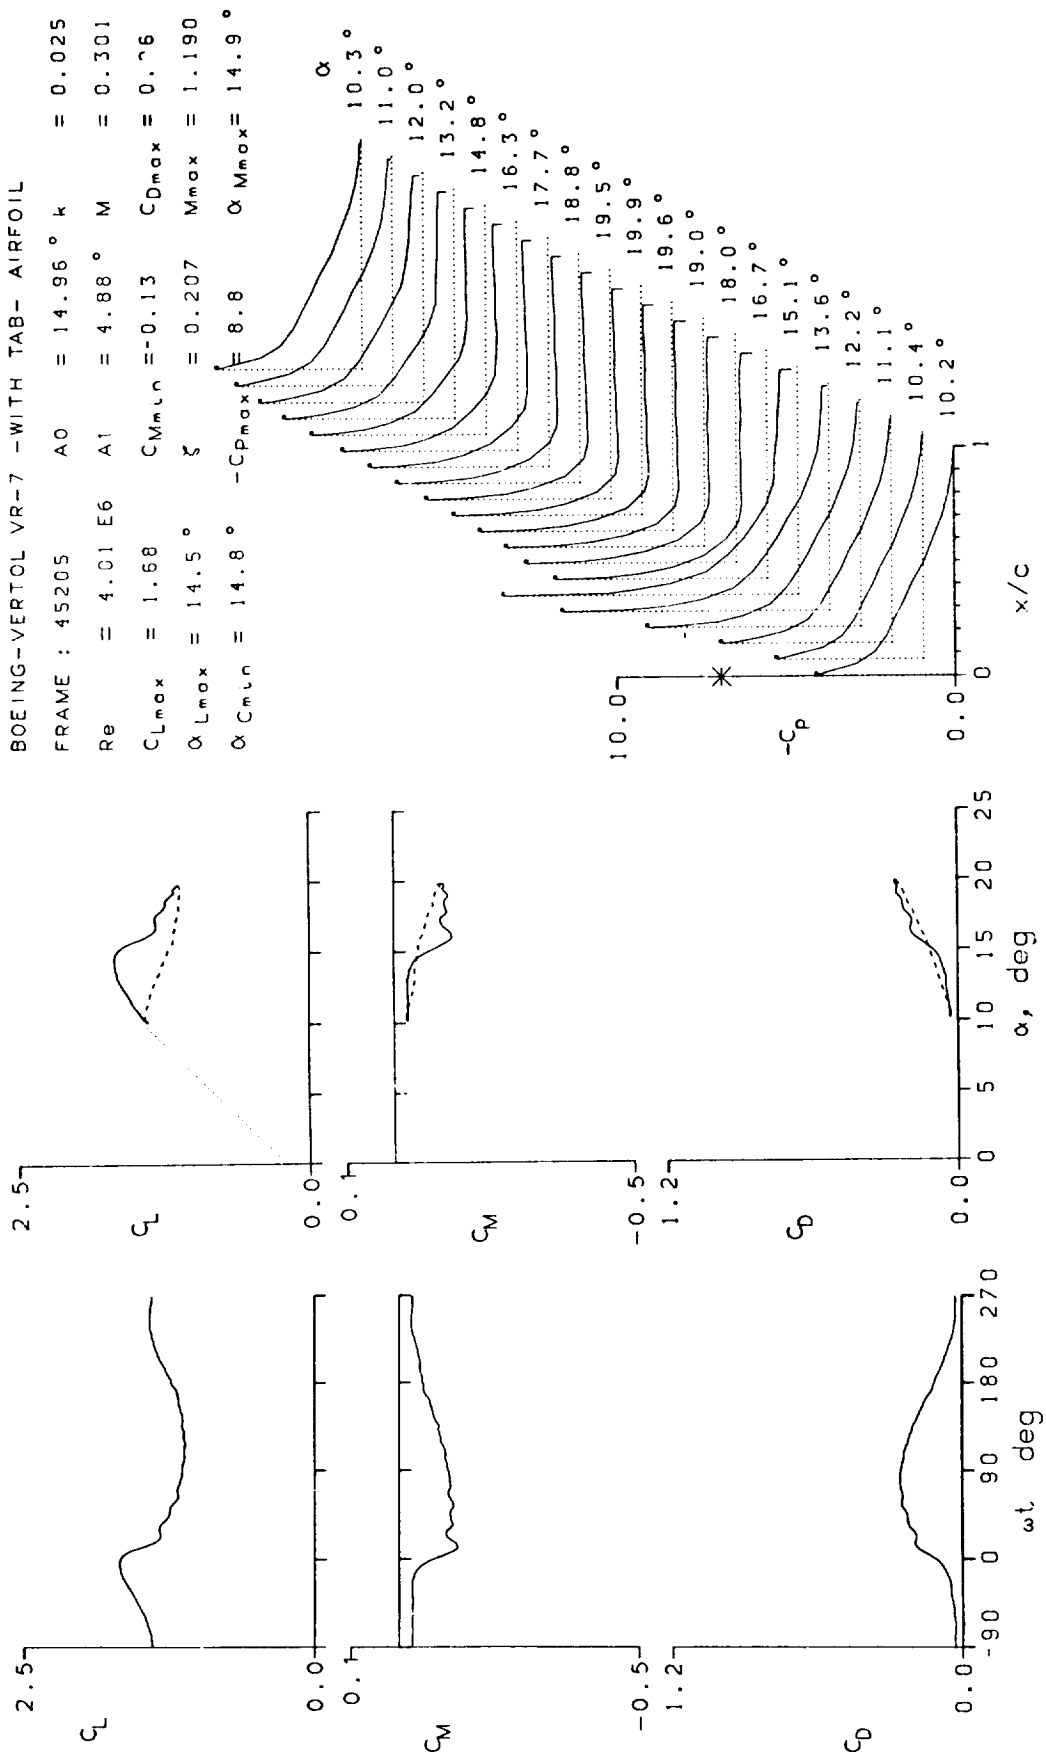 BOEING-VERTOL VR-7 -WITH TAB- AIRFOIL
FRAME : 45205 A0 = 14.96° k = 0.025
Re = 4.01 E6 A1 = 4.88° M = 0.301
CLmax = 1.68 CMmin =-0.13 CDmax =
αLmax = 14.5° ζ = 0.207 Mmax = 1.190
αCmin = 14.8° -CPmax= 8.8 αMmax= 14.9°
2.5
CL
0.0
0.1
CM
-0.5
1.2
CD
0.0
-90 0 90 180 270
ωt deg
2.5
CL
0.0
0.1
CM
-0.5
1.2
CD
0.0
0 5 10 15 20 25
α, deg
α
10.3°
11.0°
12.0°
13.2°
14.8°
16.3°
17.7°
18.8°
19.5°
19.9°
19.6°
19.0°
18.0°
16.7°
15.1°
13.6°
12.2°
11.1°
10.4°
10.2°
10.0
-CP
0.0
0 1
x/c